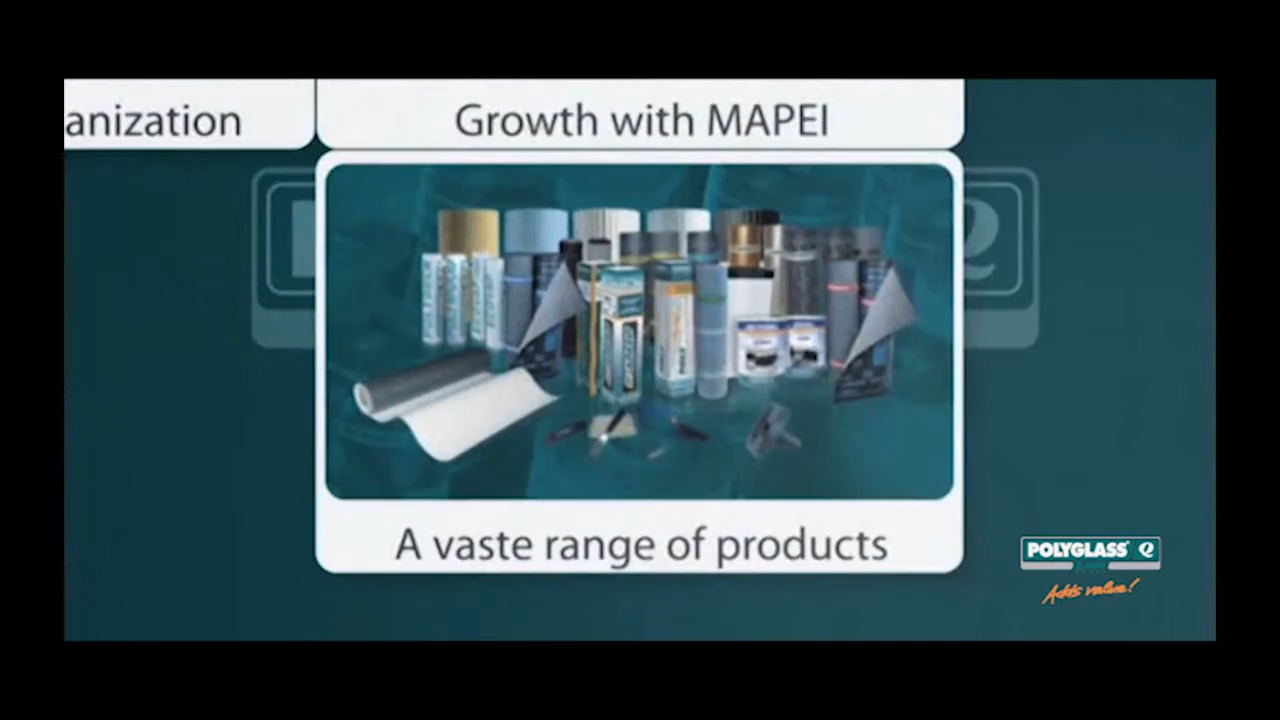 anization
Growth with MAPEI
A vaste range of products
POLYGLASS
Adds value!